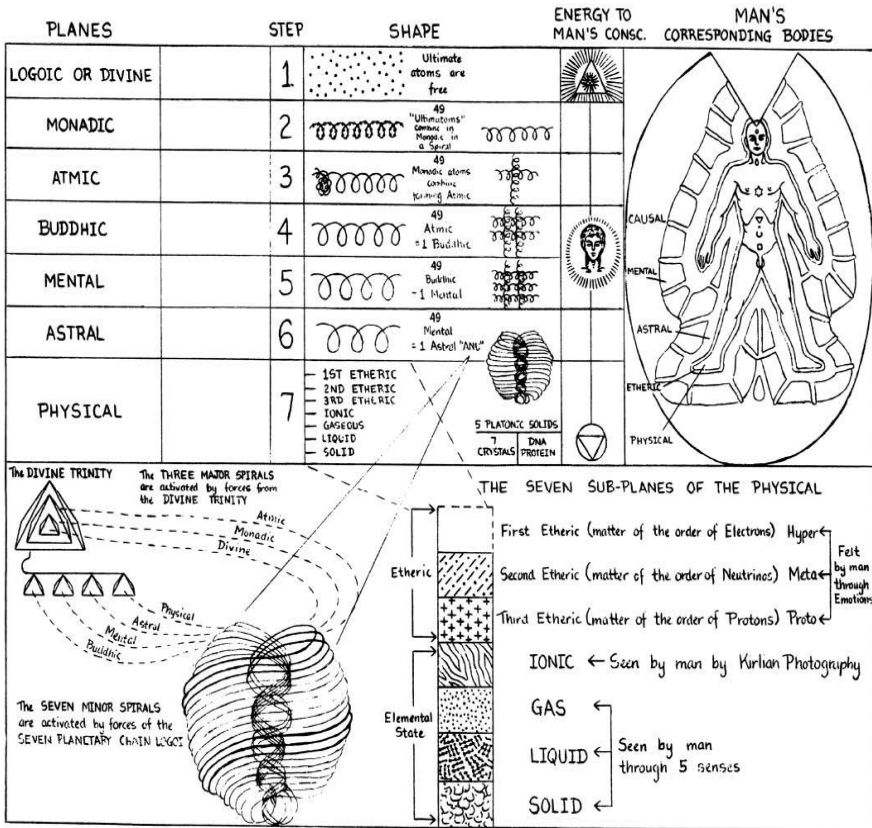 PLANES
STEP
SHAPE
ENERGY TO
MAN'S CONSC.
MAN'S
CORRESPONDING BODIES
LOGOIC OR DIVINE
1
Ultimate
atoms are
free
MONADIC
2
49
"Ultimatoms"
combine in
Monadic in
a Spiral
ATMIC
3
49
Monadic atoms
combine
forming Atmic
BUDDHIC
4
49
Atmic
= 1 Buddhic
MENTAL
5
49
Buddhic
-1 Mental
ASTRAL
6
49
Mental
= 1 Astral "ANU"
PHYSICAL
7
1ST ETHERIC
2ND ETHERIC
3RD ETHERIC
IONIC
GASEOUS
LIQUID
SOLID
5 PLATONIC SOLIDS
7
CRYSTALS
DNA
PROTEIN
CAUSAL
MENTAL
ASTRAL
ETHERIC
PHYSICAL
The DIVINE TRINITY
The THREE MAJOR SPIRALS
are activated by forces from
the DIVINE TRINITY
Atmic
Monadic
Divine
Physical
Astral
Mental
Buddhic
The SEVEN MINOR SPIRALS
are activated by forces of the
SEVEN PLANETARY CHAIN LOGOI
THE SEVEN SUB-PLANES OF THE PHYSICAL
Etheric
First Etheric (matter of the order of Electrons) Hyper
Second Etheric (matter of the order of Neutrinos) Meta
Third Etheric (matter of the order of Protons) Proto
Felt
by man
through
Emotions
Elemental
State
IONIC
Seen by man by Kirlian Photography
GAS
LIQUID
SOLID
Seen by man
through 5 senses